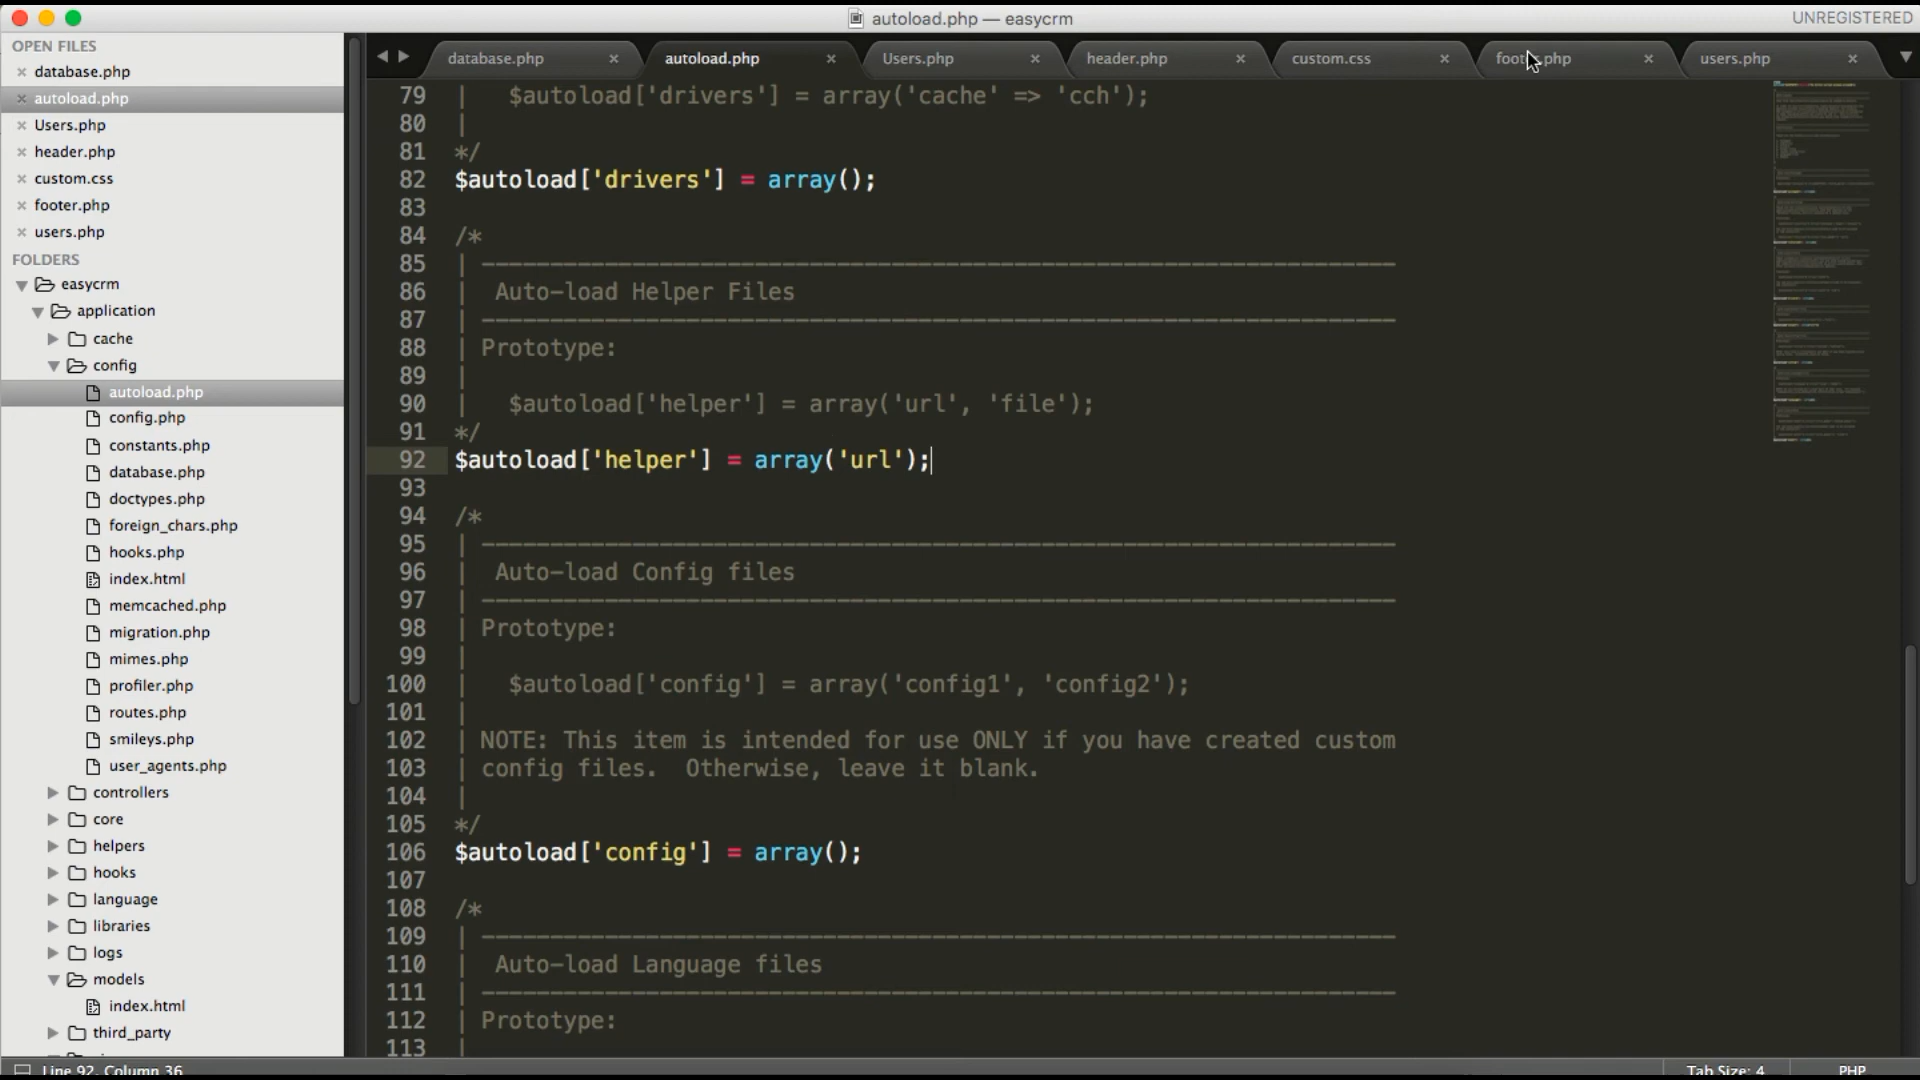 autoload.php — easycrm
UNREGISTERED
OPEN FILES
database.php
autoload.php
Users.php
header.php
custom.css
footer.php
users.php
FOLDERS
easycrm
application
cache
config
autoload.php
config.php
constants.php
database.php
doctypes.php
foreign_chars.php
hooks.php
index.html
memcached.php
migration.php
mimes.php
profiler.php
routes.php
smileys.php
user_agents.php
controllers
core
helpers
hooks
language
libraries
logs
models
index.html
third_party
database.php
autoload.php
Users.php
header.php
custom.css
footer.php
users.php
79 | $autoload['drivers'] = array('cache' => 'cch');
80 |
81 */
82 $autoload['drivers'] = array();
83
84 /*
85 | -------------------------------------------------------------------
86 | Auto-load Helper Files
87 | -------------------------------------------------------------------
88 | Prototype:
89 |
90 | $autoload['helper'] = array('url', 'file');
91 */
92 $autoload['helper'] = array('url');
93
94 /*
95 | -------------------------------------------------------------------
96 | Auto-load Config files
97 | -------------------------------------------------------------------
98 | Prototype:
99 |
100 | $autoload['config'] = array('config1', 'config2');
101 |
102 | NOTE: This item is intended for use ONLY if you have created custom
103 | config files.  Otherwise, leave it blank.
104 |
105 */
106 $autoload['config'] = array();
107
108 /*
109 | -------------------------------------------------------------------
110 | Auto-load Language files
111 | -------------------------------------------------------------------
112 | Prototype:
113 |
Line 92, Column 36
Tab Size: 4
PHP